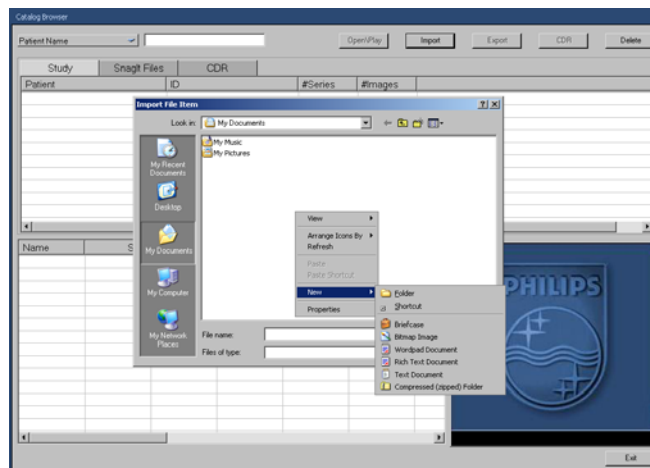 Catalog Browser
Patient Name
Open\Play Import Export CDR Delete
Study SnagIt Files CDR
Patient ID #Series #Images
Import File Item
Look in: My Documents
My Music
My Pictures
My Recent Documents
Desktop
My Documents
My Computer
My Network Places
File name:
Files of type:
View
Arrange Icons By
Refresh
Paste
Paste Shortcut
New
Properties
Folder
Shortcut
Briefcase
Bitmap Image
Wordpad Document
Rich Text Document
Text Document
Compressed (zipped) Folder
Name S
PHILIPS
Exit